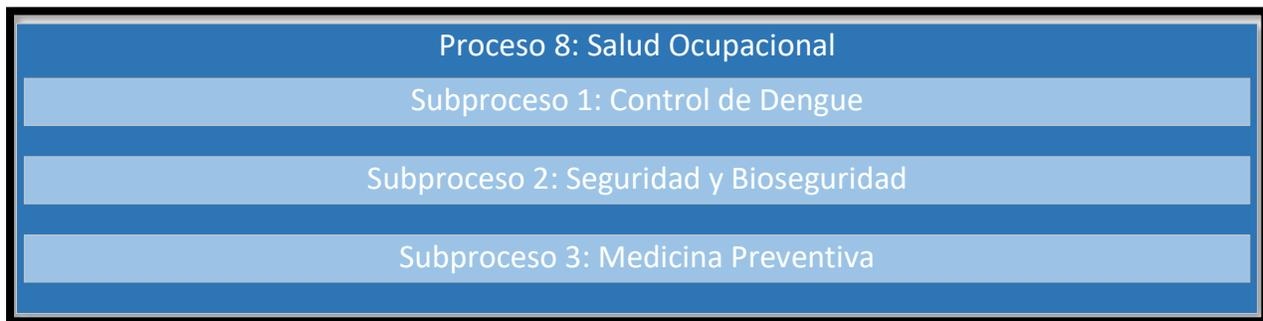 Proceso 8: Salud Ocupacional
Subproceso 1: Control de Dengue
Subproceso 2: Seguridad y Bioseguridad
Subproceso 3: Medicina Preventiva